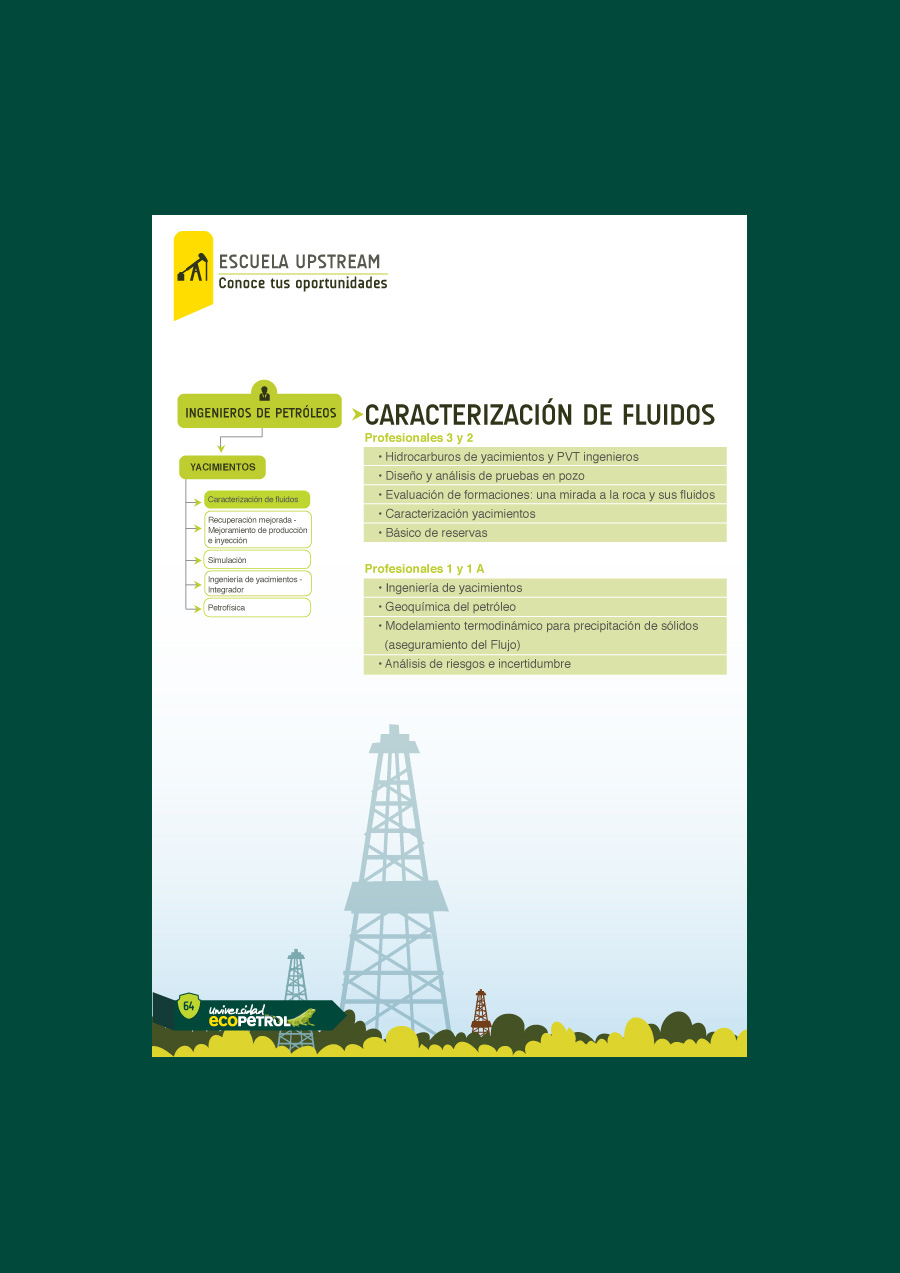 ESCUELA UPSTREAM
Conoce tus oportunidades
INGENIEROS DE PETRÓLEOS
YACIMIENTOS
Caracterización de fluidos
Recuperación mejorada -
Mejoramiento de producción
e inyección
Simulación
Ingeniería de yacimientos -
Integrador
Petrofísica
CARACTERIZACIÓN DE FLUIDOS
Profesionales 3 y 2
• Hidrocarburos de yacimientos y PVT ingenieros
• Diseño y análisis de pruebas en pozo
• Evaluación de formaciones: una mirada a la roca y sus fluidos
• Caracterización yacimientos
• Básico de reservas
Profesionales 1 y 1 A
• Ingeniería de yacimientos
• Geoquímica del petróleo
• Modelamiento termodinámico para precipitación de sólidos
(aseguramiento del Flujo)
• Análisis de riesgos e incertidumbre
64
universidad
ECOPETROL